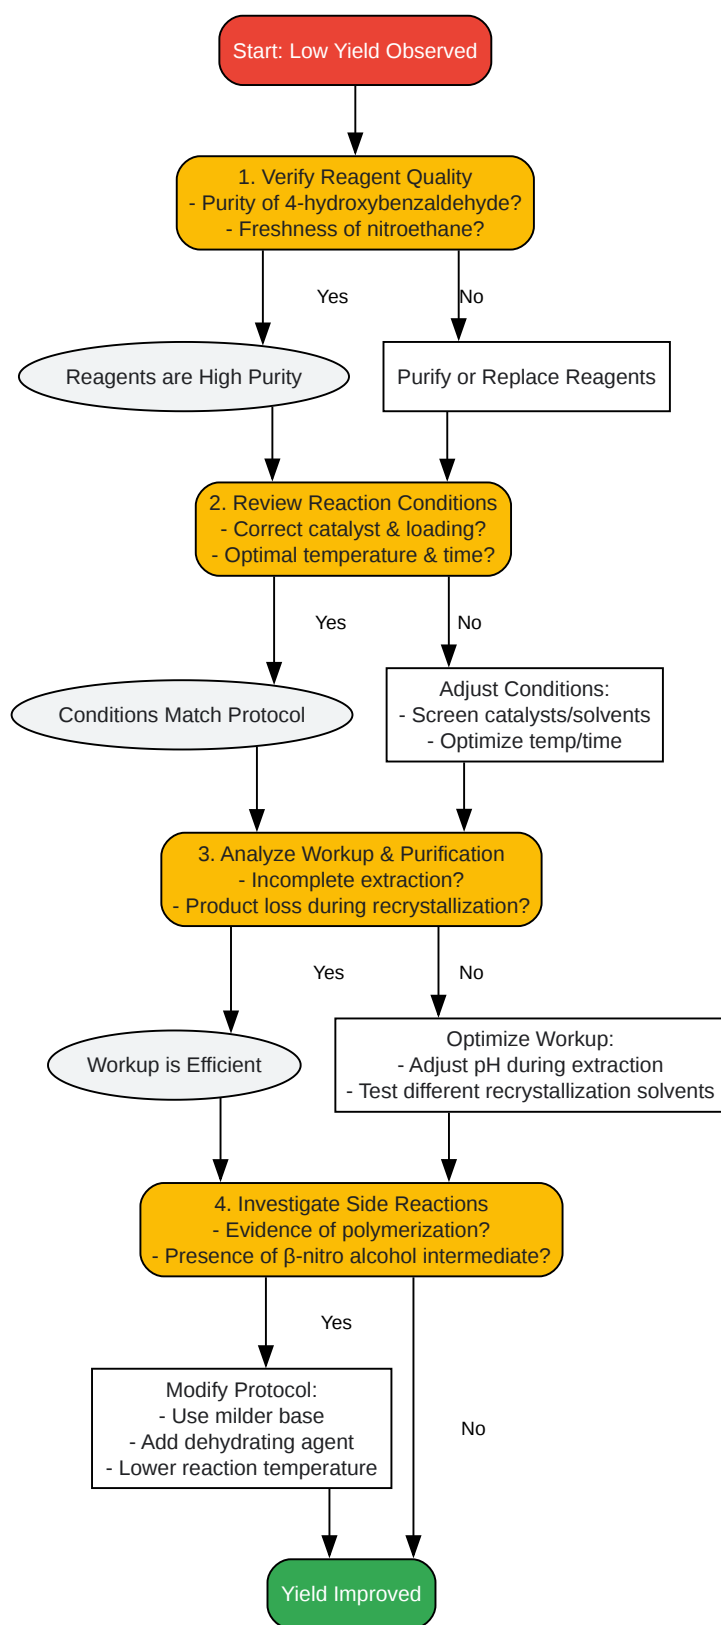 Start: Low Yield Observed
1. Verify Reagent Quality
- Purity of 4-hydroxybenzaldehyde?
- Freshness of nitroethane?
Yes
No
Reagents are High Purity
Purify or Replace Reagents
2. Review Reaction Conditions
- Correct catalyst & loading?
- Optimal temperature & time?
Yes
No
Conditions Match Protocol
Adjust Conditions:
- Screen catalysts/solvents
- Optimize temp/time
3. Analyze Workup & Purification
- Incomplete extraction?
- Product loss during recrystallization?
Yes
No
Workup is Efficient
Optimize Workup:
- Adjust pH during extraction
- Test different recrystallization solvents
4. Investigate Side Reactions
- Evidence of polymerization?
- Presence of β-nitro alcohol intermediate?
Yes
Modify Protocol:
- Use milder base
- Add dehydrating agent
- Lower reaction temperature
No
Yield Improved